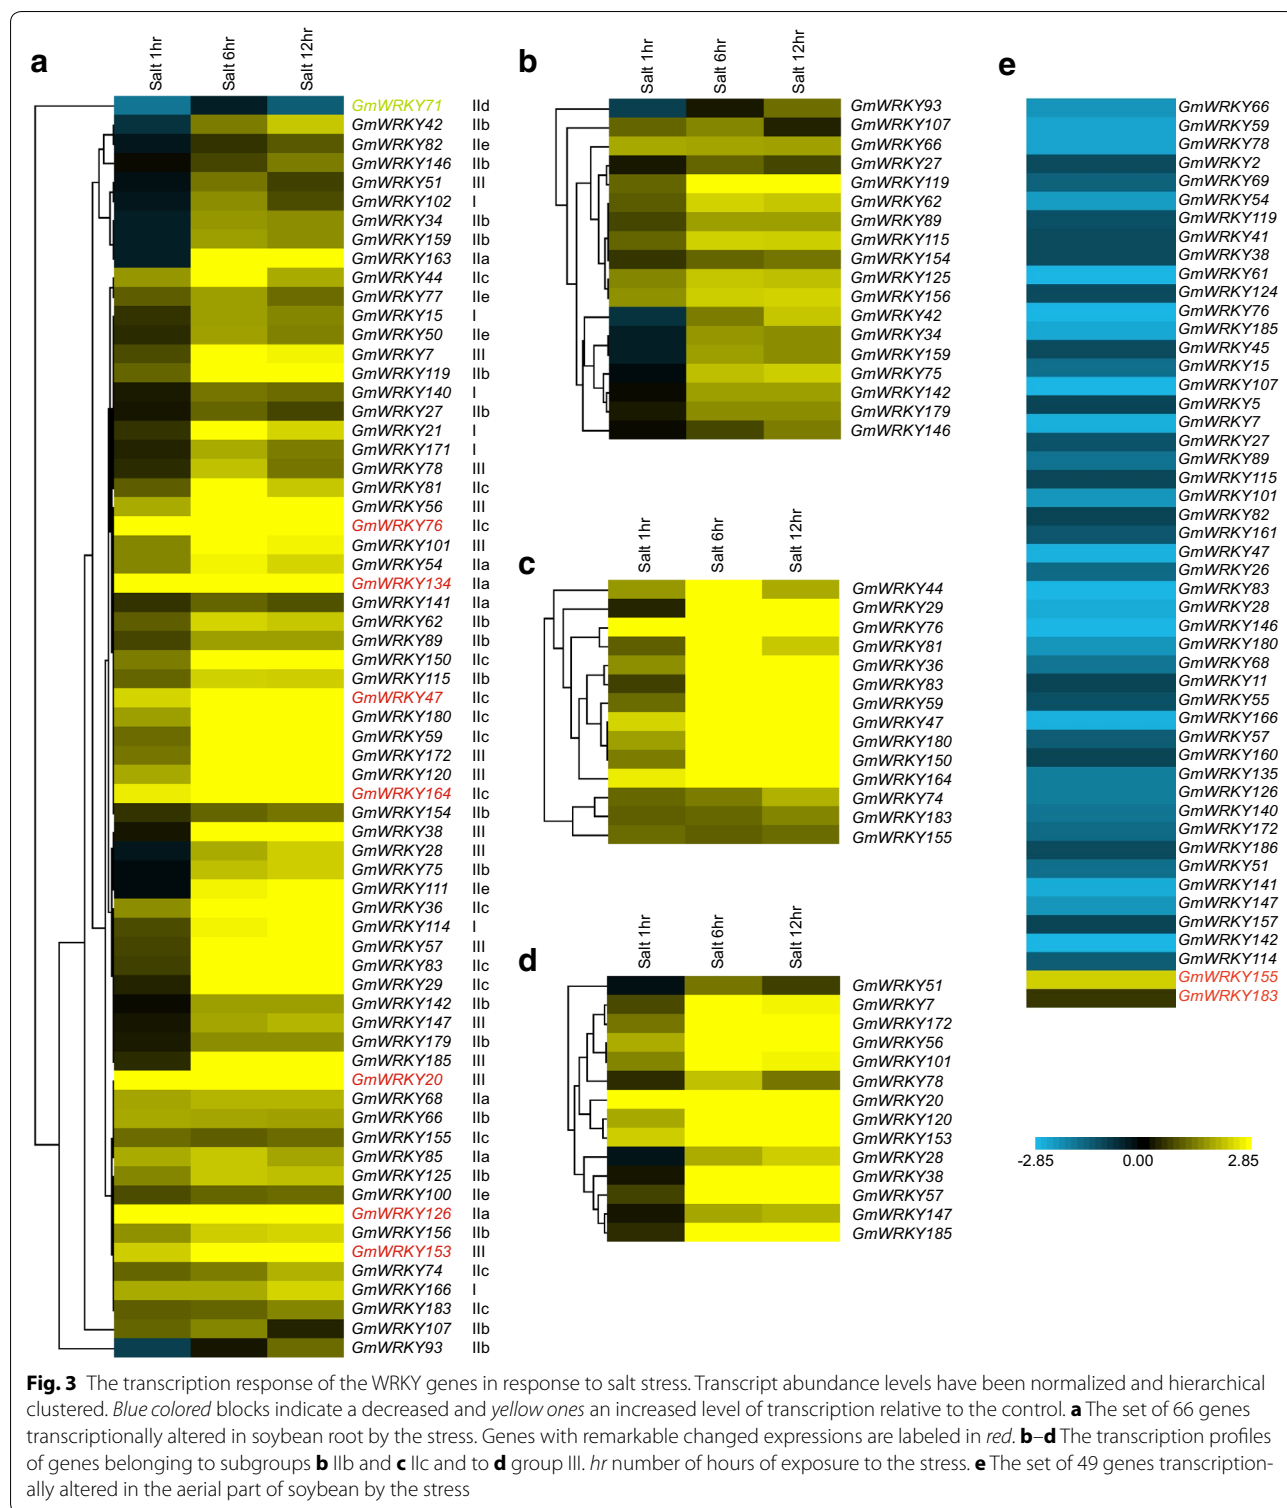 a
Salt 1hr
Salt 6hr
Salt 12hr
GmWRKY71 IId
GmWRKY42 IIb
GmWRKY82 IIe
GmWRKY146 IIb
GmWRKY51 III
GmWRKY102 I
GmWRKY34 IIb
GmWRKY159 IIb
GmWRKY163 IIa
GmWRKY44 IIc
GmWRKY77 IIe
GmWRKY15 I
GmWRKY50 IIe
GmWRKY7 III
GmWRKY119 IIb
GmWRKY140 I
GmWRKY27 IIb
GmWRKY21 I
GmWRKY171 I
GmWRKY78 III
GmWRKY81 IIc
GmWRKY56 III
GmWRKY76 IIc
GmWRKY101 III
GmWRKY54 IIa
GmWRKY134 IIa
GmWRKY141 IIa
GmWRKY62 IIb
GmWRKY89 IIb
GmWRKY150 IIc
GmWRKY115 IIb
GmWRKY47 IIc
GmWRKY180 IIc
GmWRKY59 IIc
GmWRKY172 III
GmWRKY120 III
GmWRKY164 IIc
GmWRKY154 IIb
GmWRKY38 III
GmWRKY28 III
GmWRKY75 IIb
GmWRKY111 IIe
GmWRKY36 IIc
GmWRKY114 I
GmWRKY57 III
GmWRKY83 IIc
GmWRKY29 IIc
GmWRKY142 IIb
GmWRKY147 III
GmWRKY179 IIb
GmWRKY185 III
GmWRKY20 III
GmWRKY68 IIa
GmWRKY66 IIb
GmWRKY155 IIc
GmWRKY85 IIa
GmWRKY125 IIb
GmWRKY100 IIe
GmWRKY126 IIa
GmWRKY156 IIb
GmWRKY153 III
GmWRKY74 IIc
GmWRKY166 I
GmWRKY183 IIc
GmWRKY107 IIb
GmWRKY93 IIb
b
Salt 1hr
Salt 6hr
Salt 12hr
GmWRKY93
GmWRKY107
GmWRKY66
GmWRKY27
GmWRKY119
GmWRKY62
GmWRKY89
GmWRKY115
GmWRKY154
GmWRKY125
GmWRKY156
GmWRKY42
GmWRKY34
GmWRKY159
GmWRKY75
GmWRKY142
GmWRKY179
GmWRKY146
c
Salt 1hr
Salt 6hr
Salt 12hr
GmWRKY44
GmWRKY29
GmWRKY76
GmWRKY81
GmWRKY36
GmWRKY83
GmWRKY59
GmWRKY47
GmWRKY180
GmWRKY150
GmWRKY164
GmWRKY74
GmWRKY183
GmWRKY155
d
Salt 1hr
Salt 6hr
Salt 12hr
GmWRKY51
GmWRKY7
GmWRKY172
GmWRKY56
GmWRKY101
GmWRKY78
GmWRKY20
GmWRKY120
GmWRKY153
GmWRKY28
GmWRKY38
GmWRKY57
GmWRKY147
GmWRKY185
e
GmWRKY66
GmWRKY59
GmWRKY78
GmWRKY2
GmWRKY69
GmWRKY54
GmWRKY119
GmWRKY41
GmWRKY38
GmWRKY61
GmWRKY124
GmWRKY76
GmWRKY185
GmWRKY45
GmWRKY15
GmWRKY107
GmWRKY5
GmWRKY7
GmWRKY27
GmWRKY89
GmWRKY115
GmWRKY101
GmWRKY82
GmWRKY161
GmWRKY47
GmWRKY26
GmWRKY83
GmWRKY28
GmWRKY146
GmWRKY180
GmWRKY68
GmWRKY11
GmWRKY55
GmWRKY166
GmWRKY57
GmWRKY160
GmWRKY135
GmWRKY126
GmWRKY140
GmWRKY172
GmWRKY186
GmWRKY51
GmWRKY141
GmWRKY147
GmWRKY157
GmWRKY142
GmWRKY114
GmWRKY155
GmWRKY183
-2.85 0.00 2.85
Fig. 3 The transcription response of the WRKY genes in response to salt stress. Transcript abundance levels have been normalized and hierarchical
clustered. Blue colored blocks indicate a decreased and yellow ones an increased level of transcription relative to the control. a The set of 66 genes
transcriptionally altered in soybean root by the stress. Genes with remarkable changed expressions are labeled in red. b–d The transcription profiles
of genes belonging to subgroups b IIb and c IIc and to d group III. hr number of hours of exposure to the stress. e The set of 49 genes transcription-
ally altered in the aerial part of soybean by the stress